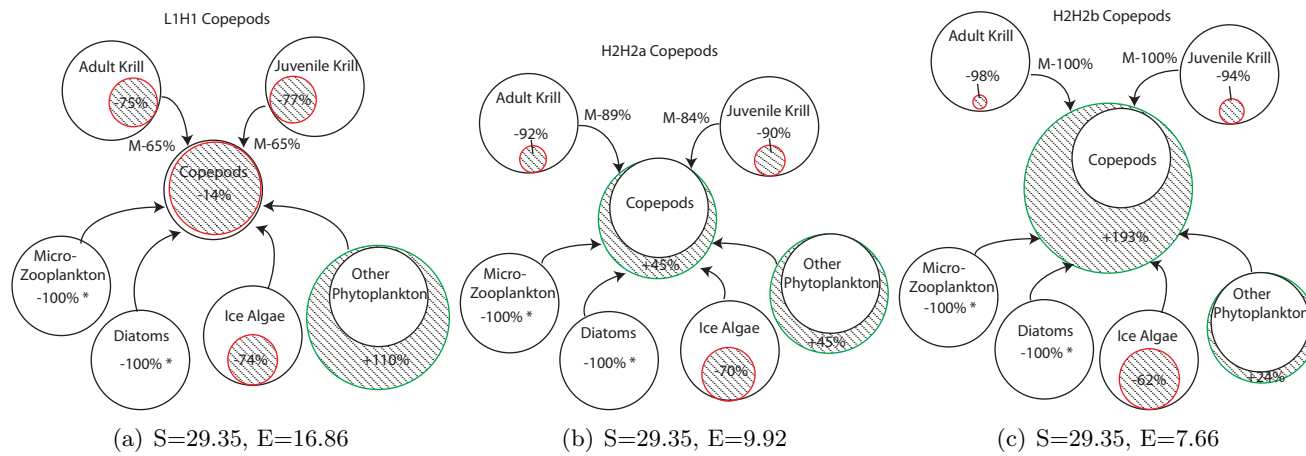 L1H1 Copepods
Adult Krill
-75%
Juvenile Krill
-77%
M-65%
M-65%
Copepods
-14%
Micro-
Zooplankton
-100% *
Diatoms
-100% *
Ice Algae
-74%
Other
Phytoplankton
+110%
(a) S=29.35, E=16.86
H2H2a Copepods
Adult Krill
-92%
M-89%
M-84%
Juvenile Krill
-90%
Copepods
+45%
Micro-
Zooplankton
-100% *
Diatoms
-100% *
Ice Algae
-70%
Other
Phytoplankton
+45%
(b) S=29.35, E=9.92
H2H2b Copepods
Adult Krill
-98%
M-100%
M-100%
Juvenile Krill
-94%
Copepods
+193%
Micro-
Zooplankton
-100% *
Diatoms
-100% *
Ice Algae
-62%
Other
Phytoplankton
+24%
(c) S=29.35, E=7.66